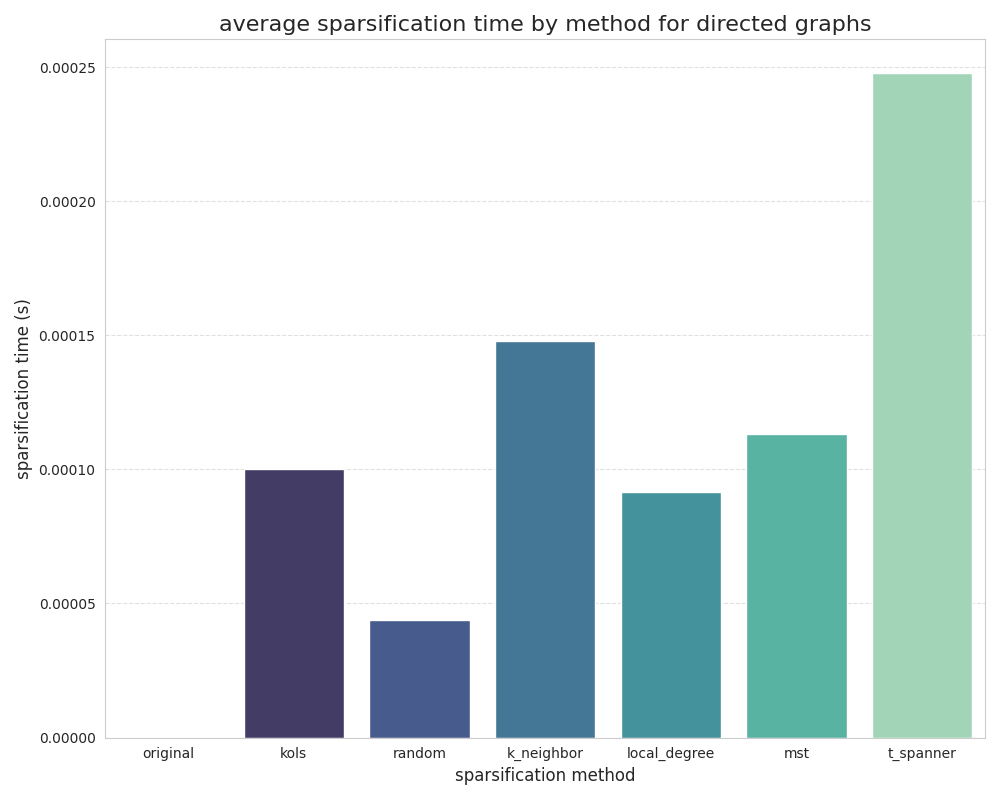 average sparsification time by method for directed graphs
sparsification time (s)
0.00025
0.00020
0.00015
0.00010
0.00005
0.00000
original kols random k_neighbor local_degree mst t_spanner
sparsification method